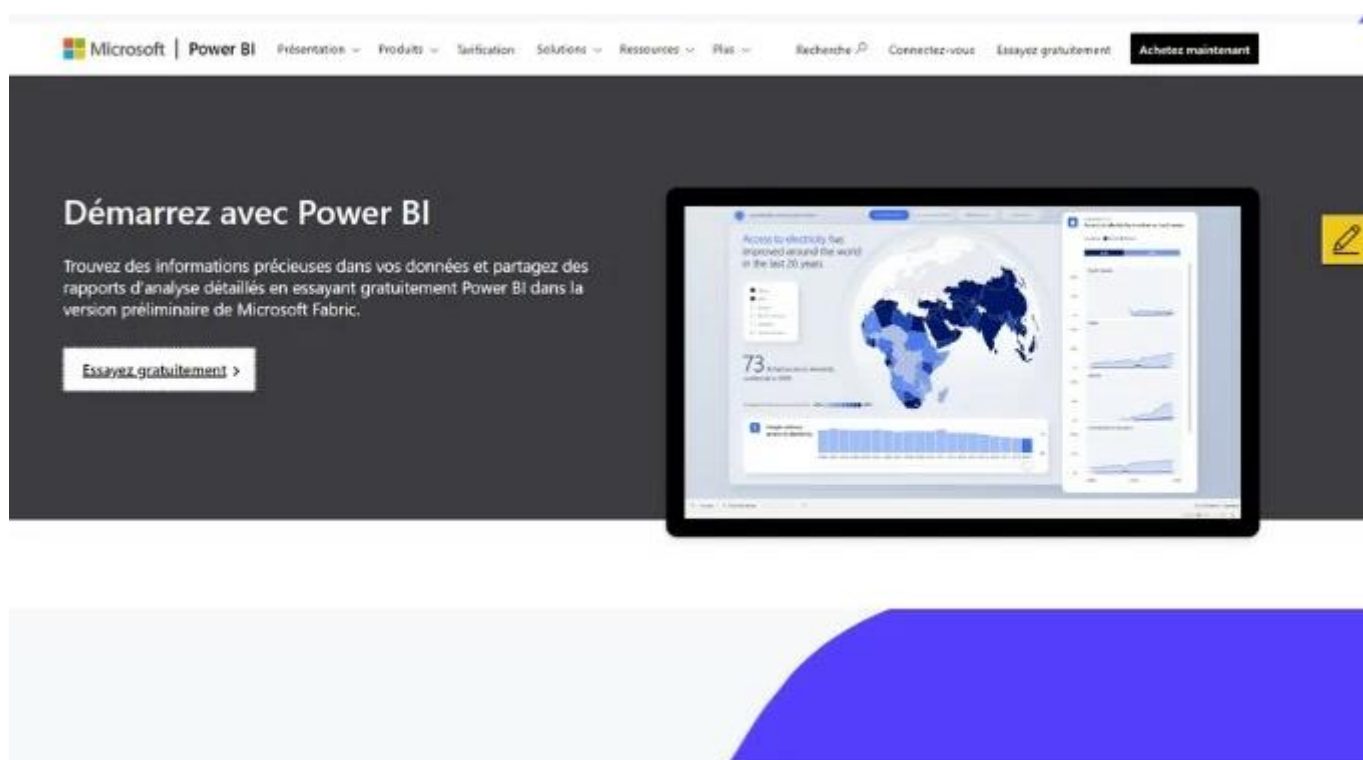 Microsoft | Power BI Présentation Produits Tarification Solutions Ressources Plus Recherche Connectez-vous Essayez gratuitement Achetez maintenant
Démarrez avec Power BI
Trouvez des informations précieuses dans vos données et partagez des
rapports d'analyse détaillés en essayant gratuitement Power BI dans la
version préliminaire de Microsoft Fabric.
Essayez gratuitement >
Access to electricity has
improved around the world
in the last 20 years
73